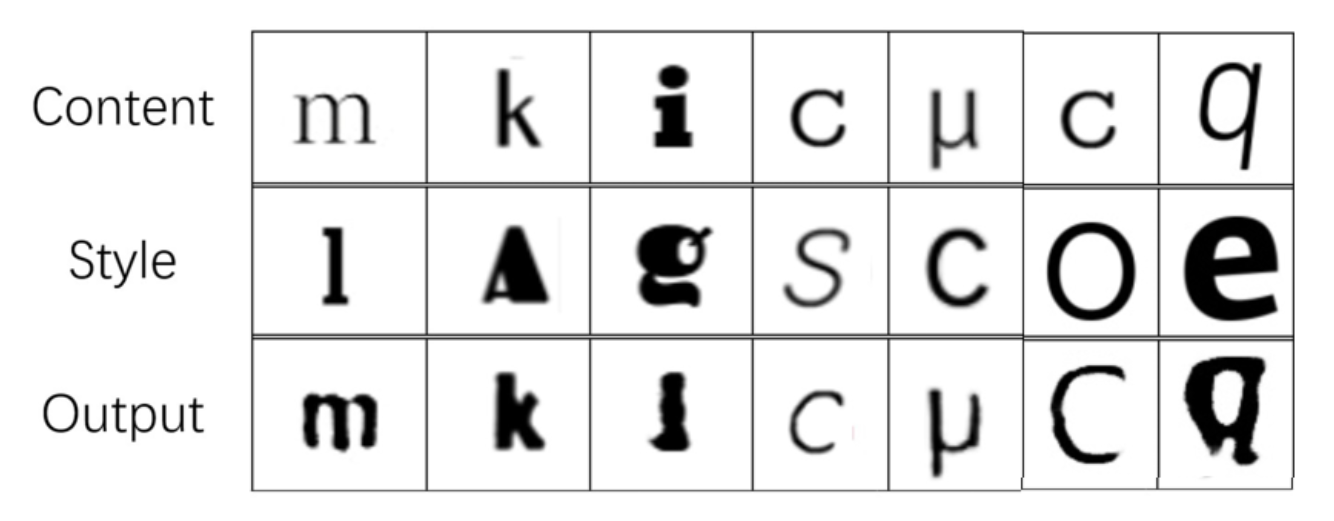 Content m k i c μ c q
Style l A g S C O e
Output m k i c μ C q